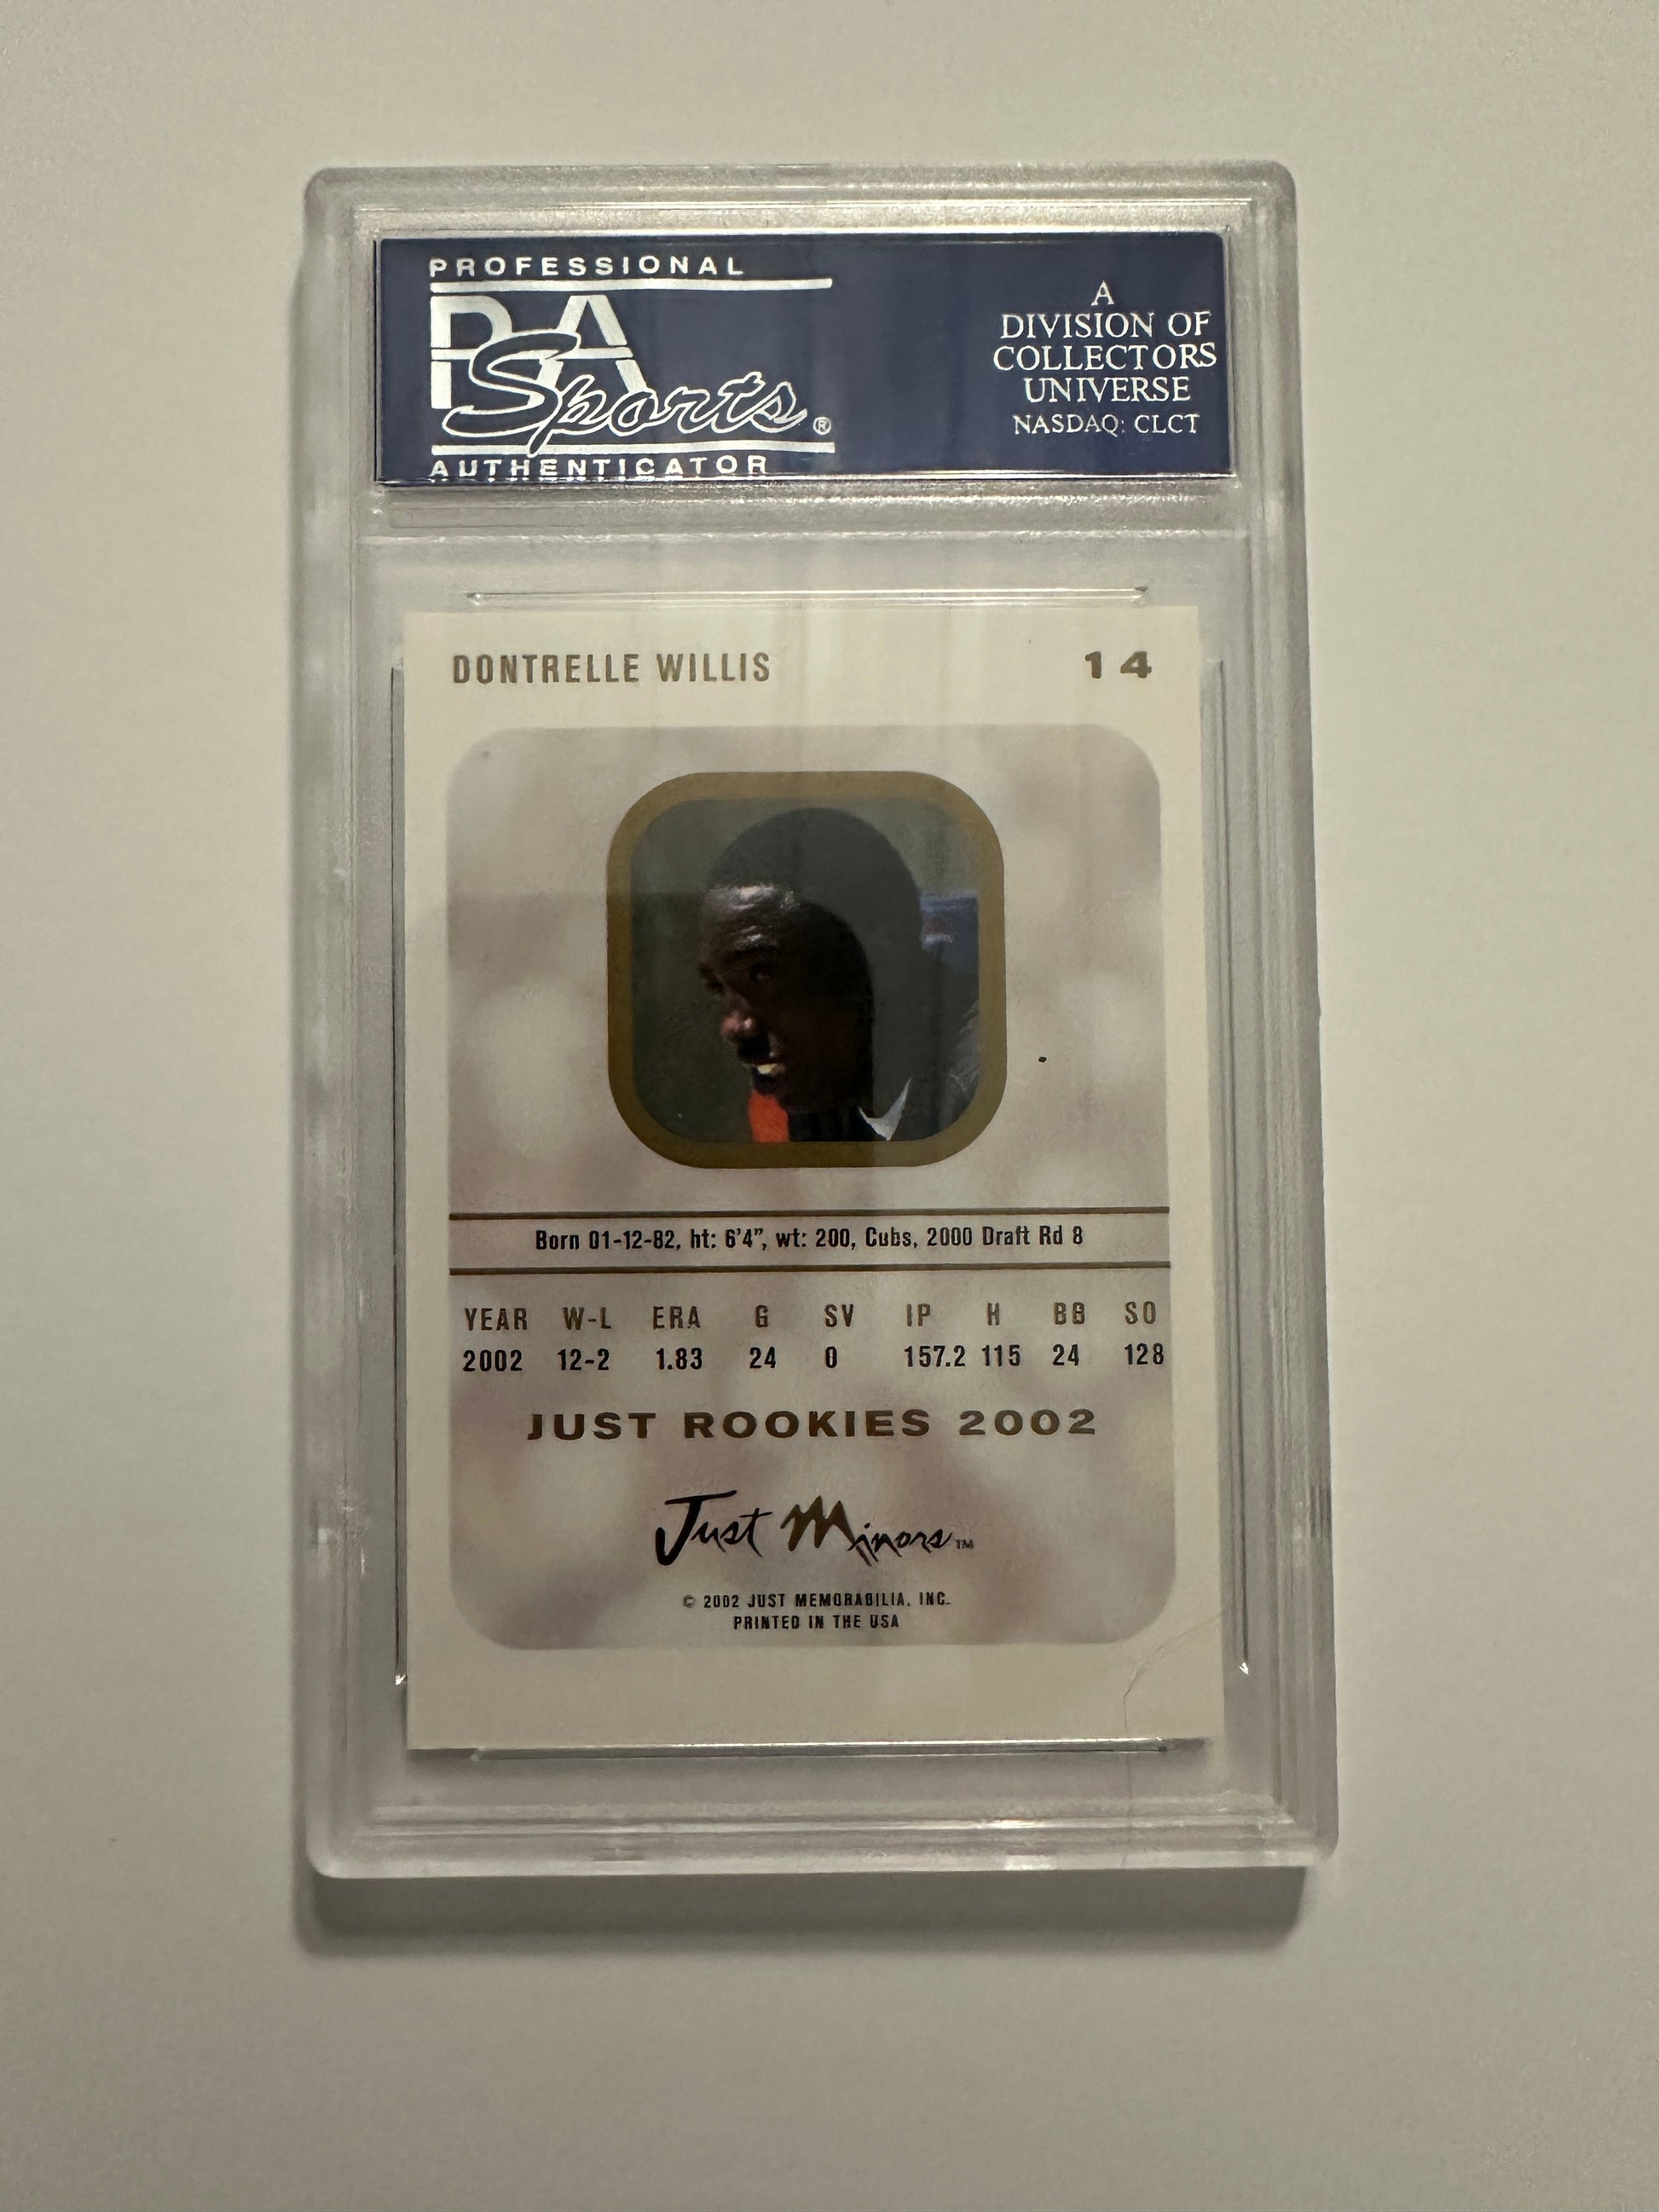 PROFESSIONAL
PSA
Sports®
AUTHENTICATOR
A
DIVISION OF
COLLECTORS
UNIVERSE
NASDAQ: CLCT
DONTRELLE WILLIS 14
Born 01-12-82, ht: 6'4", wt: 200, Cubs, 2000 Draft Rd 8
YEAR W-L ERA G SV IP H BB SO
2002 12-2 1.83 24 0 157.2 115 24 128
JUST ROOKIES 2002
Just Minors™
© 2002 JUST MEMORABILIA, INC.
PRINTED IN THE USA